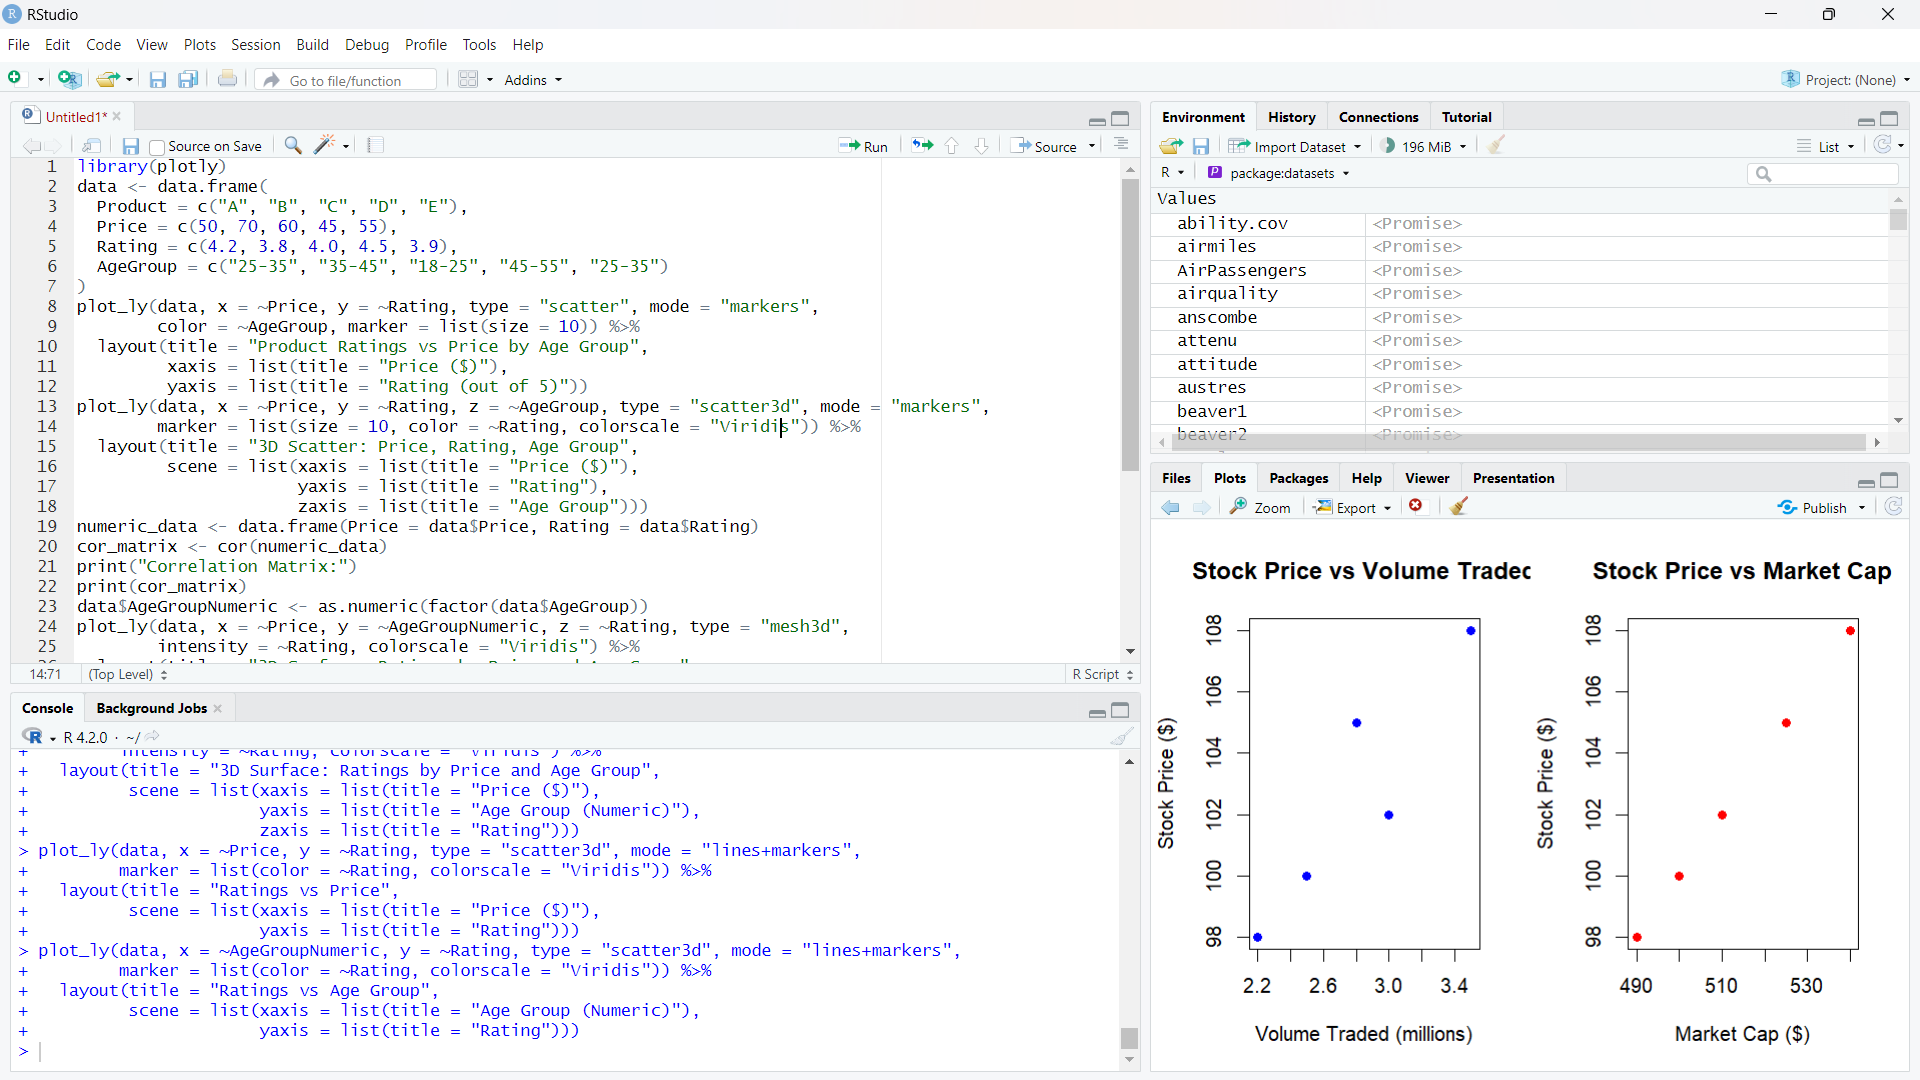 RStudio
File Edit Code View Plots Session Build Debug Profile Tools Help
Go to file/function Addins Project: (None)
Untitled1*
Source on Save Run Source
1 library(plotly)
2 data <- data.frame(
3 Product = c("A", "B", "C", "D", "E"),
4 Price = c(50, 70, 60, 45, 55),
5 Rating = c(4.2, 3.8, 4.0, 4.5, 3.9),
6 AgeGroup = c("25-35", "35-45", "18-25", "45-55", "25-35")
7 )
8 plot_ly(data, x = ~Price, y = ~Rating, type = "scatter", mode = "markers",
9 color = ~AgeGroup, marker = list(size = 10)) %>%
10 layout(title = "Product Ratings vs Price by Age Group",
11 xaxis = list(title = "Price ($)"),
12 yaxis = list(title = "Rating (out of 5)"))
13 plot_ly(data, x = ~Price, y = ~Rating, z = ~AgeGroup, type = "scatter3d", mode = "markers",
14 marker = list(size = 10, color = ~Rating, colorscale = "Viridis")) %>%
15 layout(title = "3D Scatter: Price, Rating, Age Group",
16 scene = list(xaxis = list(title = "Price ($)"),
17 yaxis = list(title = "Rating"),
18 zaxis = list(title = "Age Group")))
19 numeric_data <- data.frame(Price = data$Price, Rating = data$Rating)
20 cor_matrix <- cor(numeric_data)
21 print("Correlation Matrix:")
22 print(cor_matrix)
23 data$AgeGroupNumeric <- as.numeric(factor(data$AgeGroup))
24 plot_ly(data, x = ~Price, y = ~AgeGroupNumeric, z = ~Rating, type = "mesh3d",
25 intensity = ~Rating, colorscale = "Viridis") %>%
14:71 (Top Level) R Script
Console Background Jobs
R 4.2.0 · ~/
+ intensity = ~Rating, colorscale = "Viridis") %>%
+ layout(title = "3D Surface: Ratings by Price and Age Group",
+ scene = list(xaxis = list(title = "Price ($)"),
+ yaxis = list(title = "Age Group (Numeric)"),
+ zaxis = list(title = "Rating")))
> plot_ly(data, x = ~Price, y = ~Rating, type = "scatter3d", mode = "lines+markers",
+ marker = list(color = ~Rating, colorscale = "Viridis")) %>%
+ layout(title = "Ratings vs Price",
+ scene = list(xaxis = list(title = "Price ($)"),
+ yaxis = list(title = "Rating")))
> plot_ly(data, x = ~AgeGroupNumeric, y = ~Rating, type = "scatter3d", mode = "lines+markers",
+ marker = list(color = ~Rating, colorscale = "Viridis")) %>%
+ layout(title = "Ratings vs Age Group",
+ scene = list(xaxis = list(title = "Age Group (Numeric)"),
+ yaxis = list(title = "Rating")))
>
Environment History Connections Tutorial
Import Dataset 196 MiB List
R package:datasets
Values
ability.cov <Promise>
airmiles <Promise>
AirPassengers <Promise>
airquality <Promise>
anscombe <Promise>
attenu <Promise>
attitude <Promise>
austres <Promise>
beaver1 <Promise>
beaver2 <Promise>
Files Plots Packages Help Viewer Presentation
Zoom Export Publish
Stock Price vs Volume Traded
Stock Price ($)
108
106
104
102
100
98
2.2 2.6 3.0 3.4
Volume Traded (millions)
Stock Price vs Market Cap
Stock Price ($)
108
106
104
102
100
98
490 510 530
Market Cap ($)